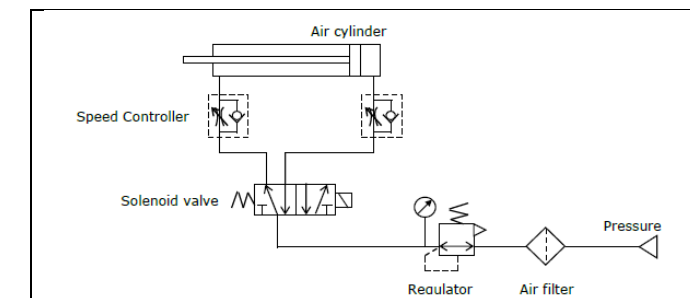 Air cylinder
Speed Controller
Solenoid valve
Pressure
Regulator
Air filter